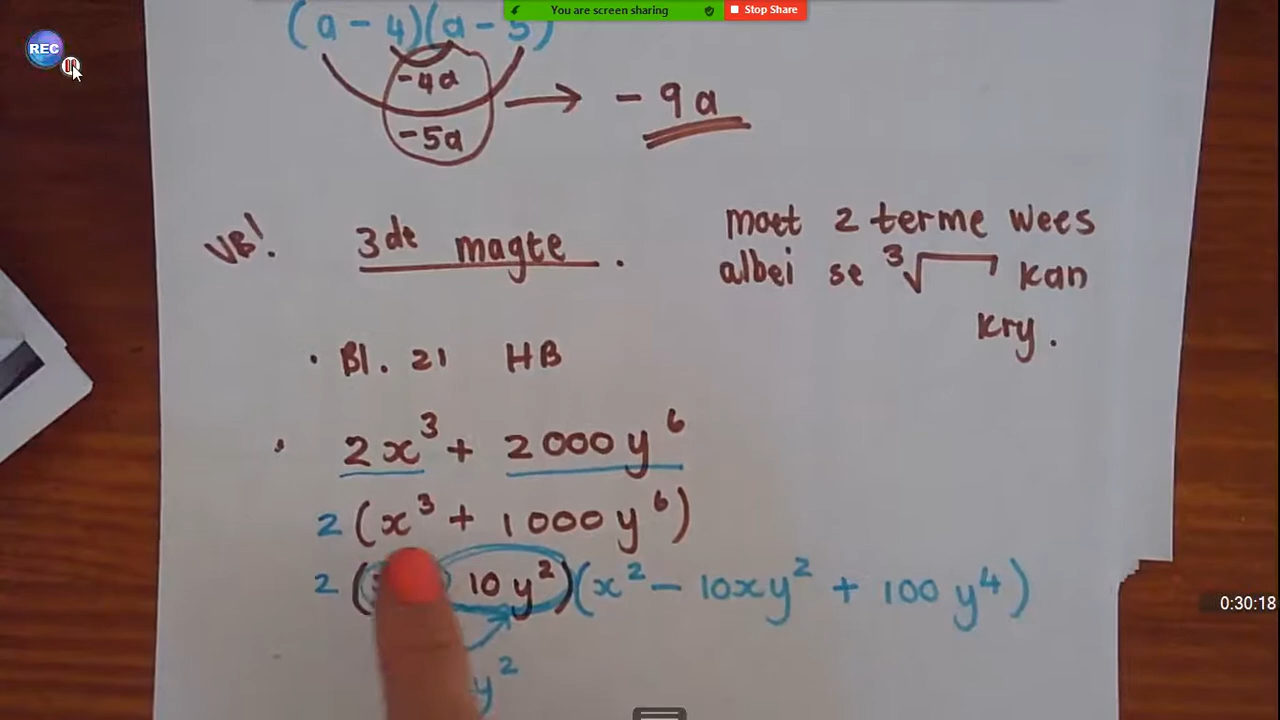 You are screen sharing
Stop Share
REC
(a - 4)(a - 5)
-4a
-5a
→ -9a
VB!
3de magte.
moet 2 terme wees
albei se ∛ kan
kry.
• Bl. 21 HB
• 2x³ + 2000y⁶
2(x³ + 1000y⁶)
2( 10y²)(x² - 10xy² + 100y⁴)
y²
0:30:18